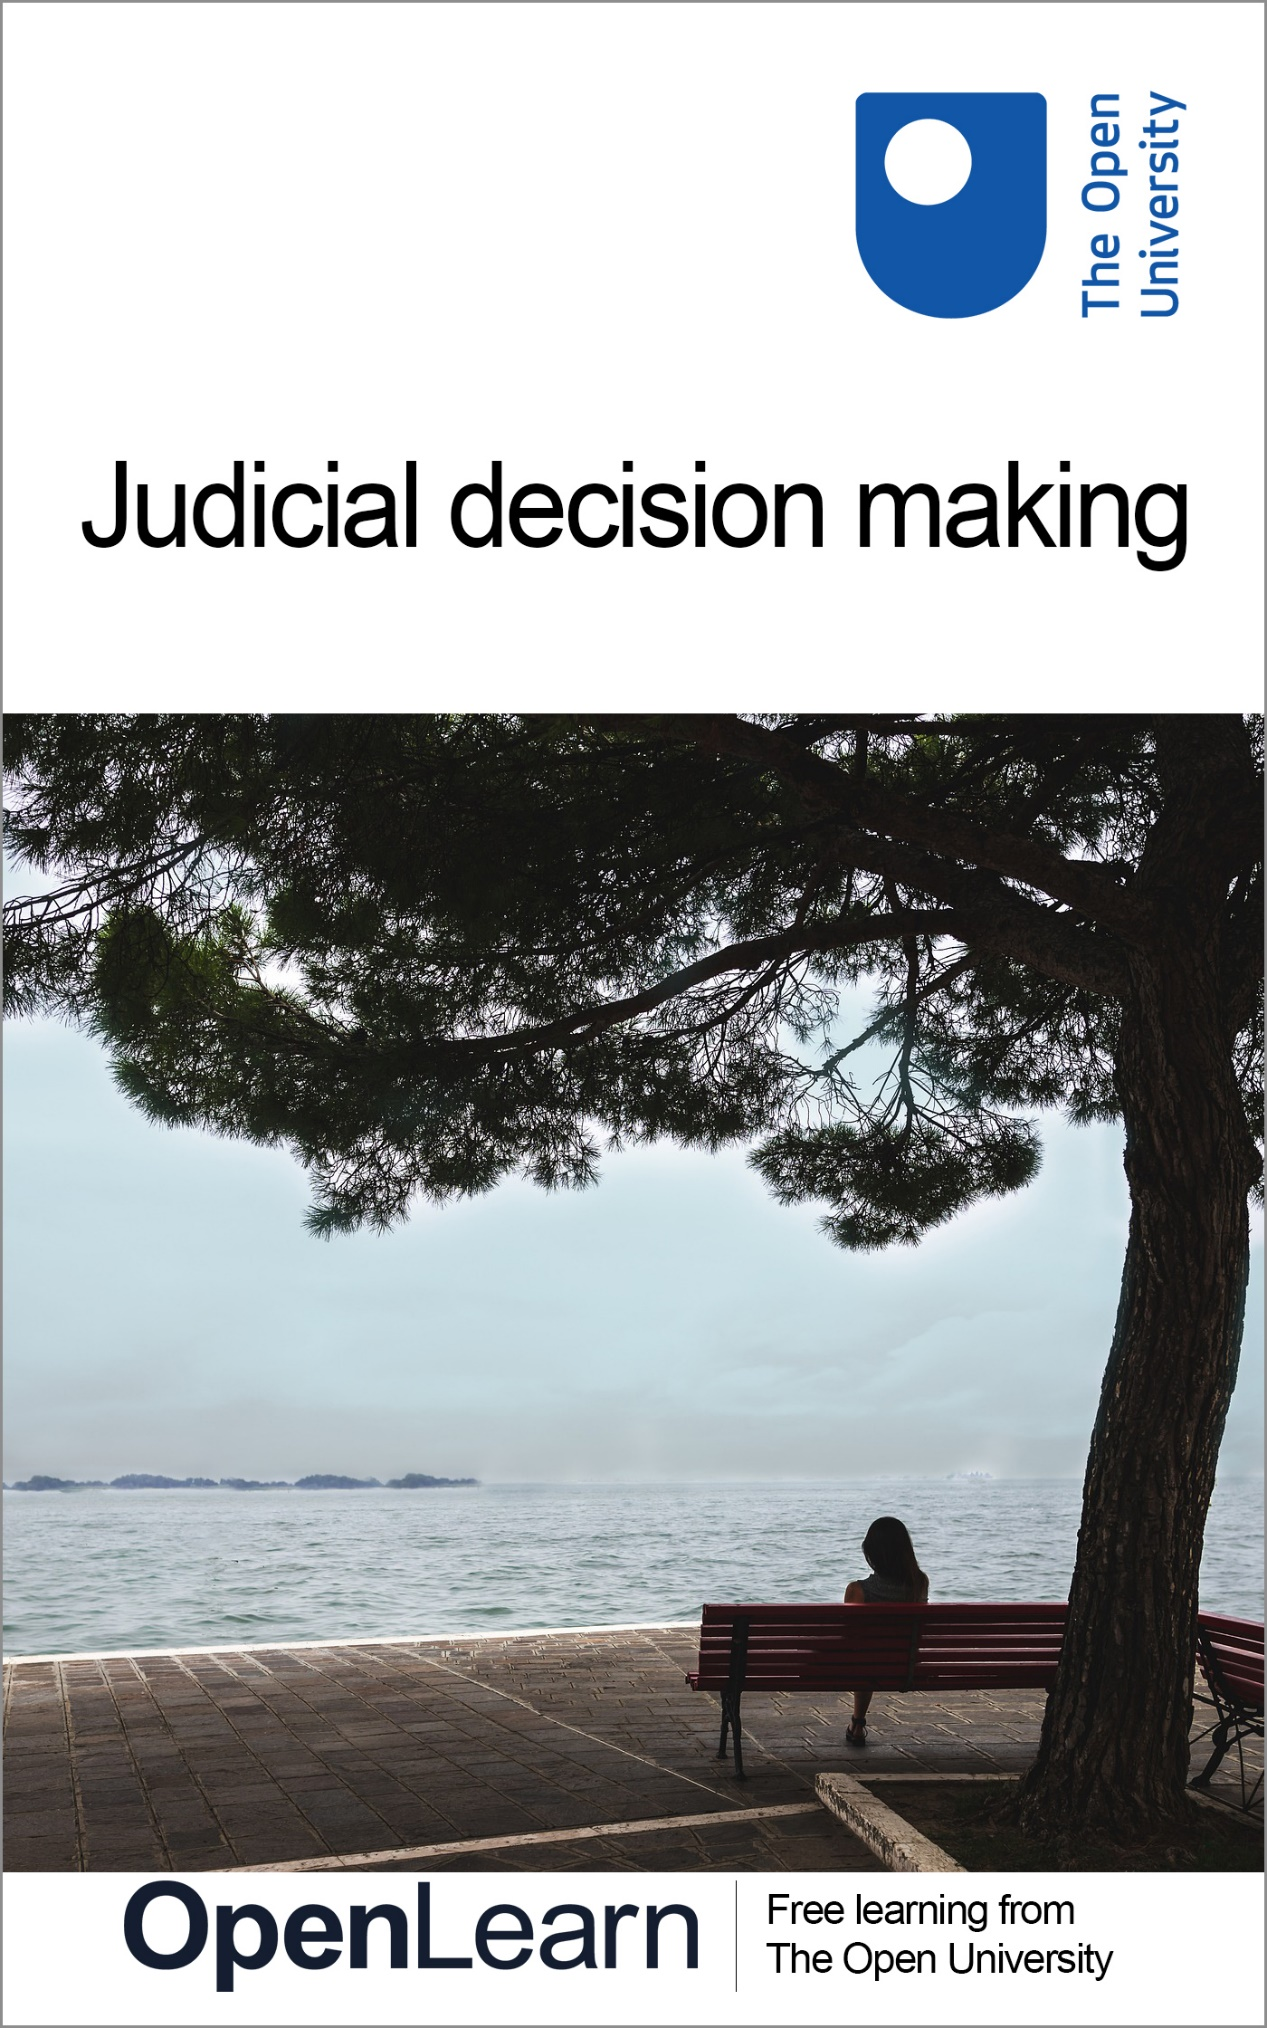 The Open
University
Judicial decision making
OpenLearn
Free learning from
The Open University